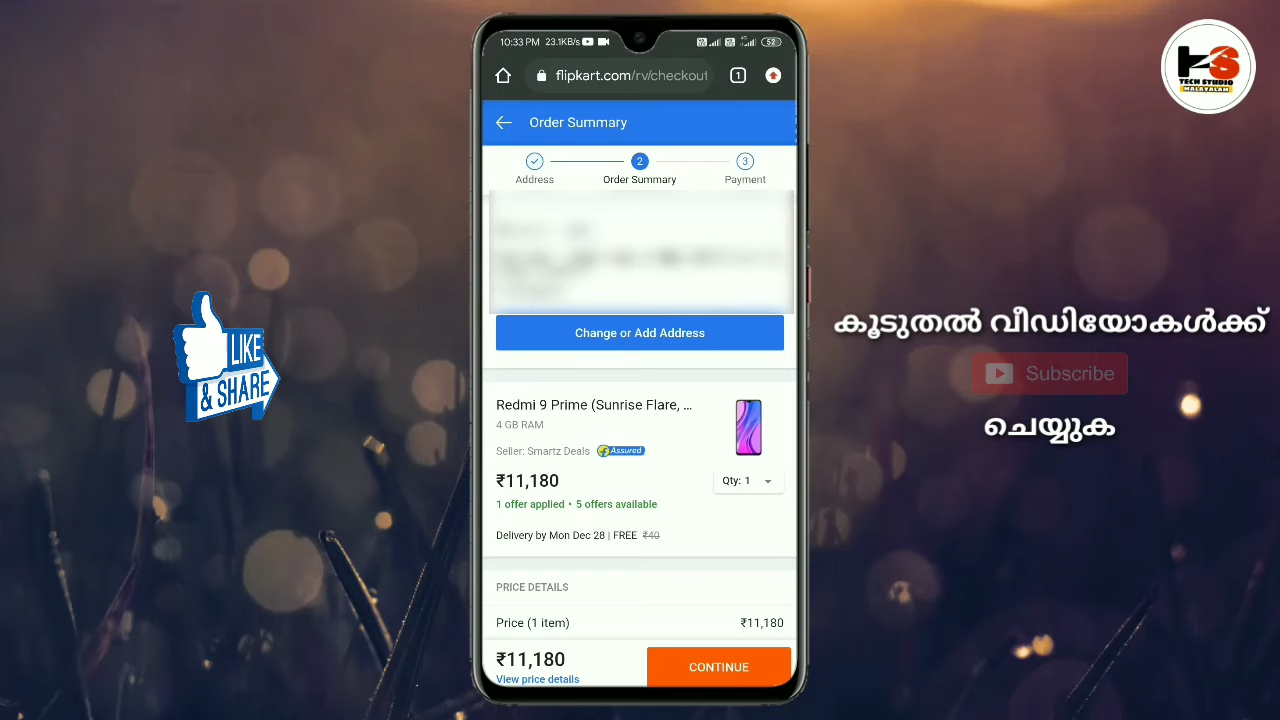 10:33 PM 23.1KB/s
52
flipkart.com/rv/checkout
1
Order Summary
2
3
Address
Order Summary
Payment
Change or Add Address
Redmi 9 Prime (Sunrise Flare, ...
4 GB RAM
Seller: Smartz Deals
Assured
₹11,180
Qty: 1
1 offer applied • 5 offers available
Delivery by Mon Dec 28 | FREE ₹40
PRICE DETAILS
Price (1 item) ₹11,180
₹11,180
View price details
CONTINUE
LIKE
& SHARE
TECH STUDIO
MALAYALAM
കൂടുതൽ വീഡിയോകൾക്ക്
Subscribe
ചെയ്യുക